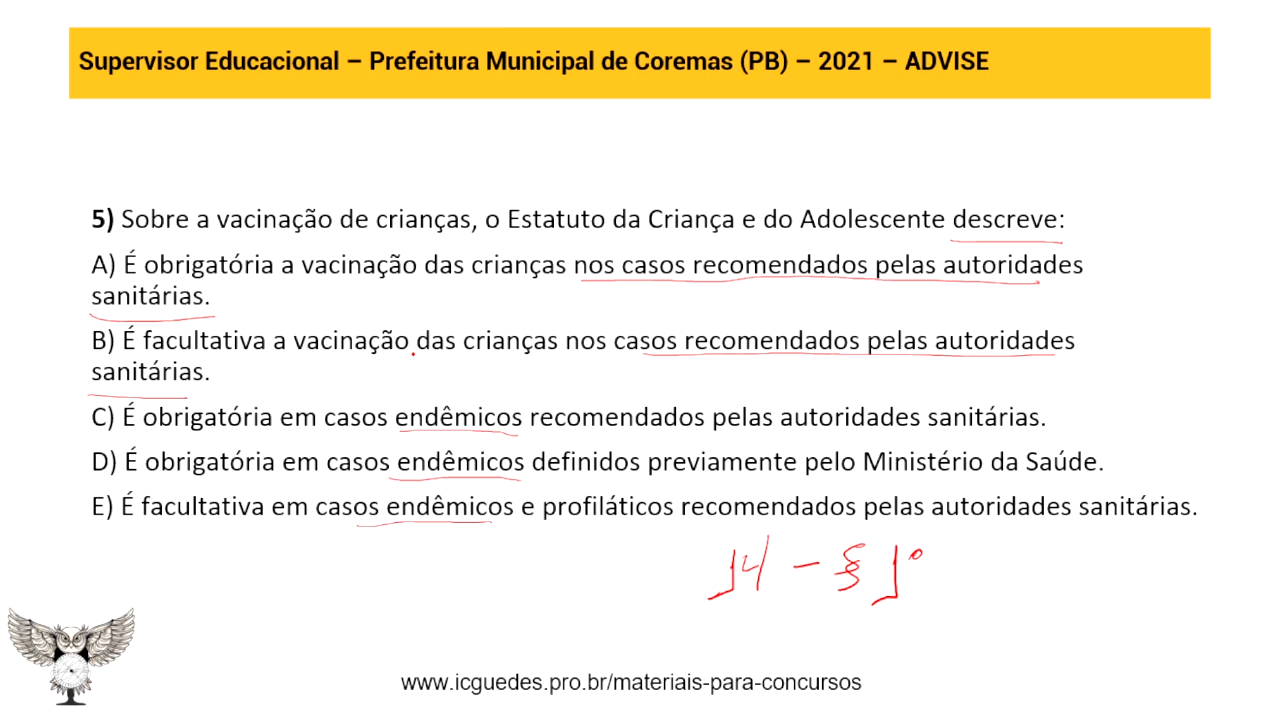 Supervisor Educacional – Prefeitura Municipal de Coremas (PB) – 2021 – ADVISE
5) Sobre a vacinação de crianças, o Estatuto da Criança e do Adolescente descreve:
A) É obrigatória a vacinação das crianças nos casos recomendados pelas autoridades
sanitárias.
B) É facultativa a vacinação das crianças nos casos recomendados pelas autoridades
sanitárias.
C) É obrigatória em casos endêmicos recomendados pelas autoridades sanitárias.
D) É obrigatória em casos endêmicos definidos previamente pelo Ministério da Saúde.
E) É facultativa em casos endêmicos e profiláticos recomendados pelas autoridades sanitárias.
14 – § 1º
www.icguedes.pro.br/materiais-para-concursos